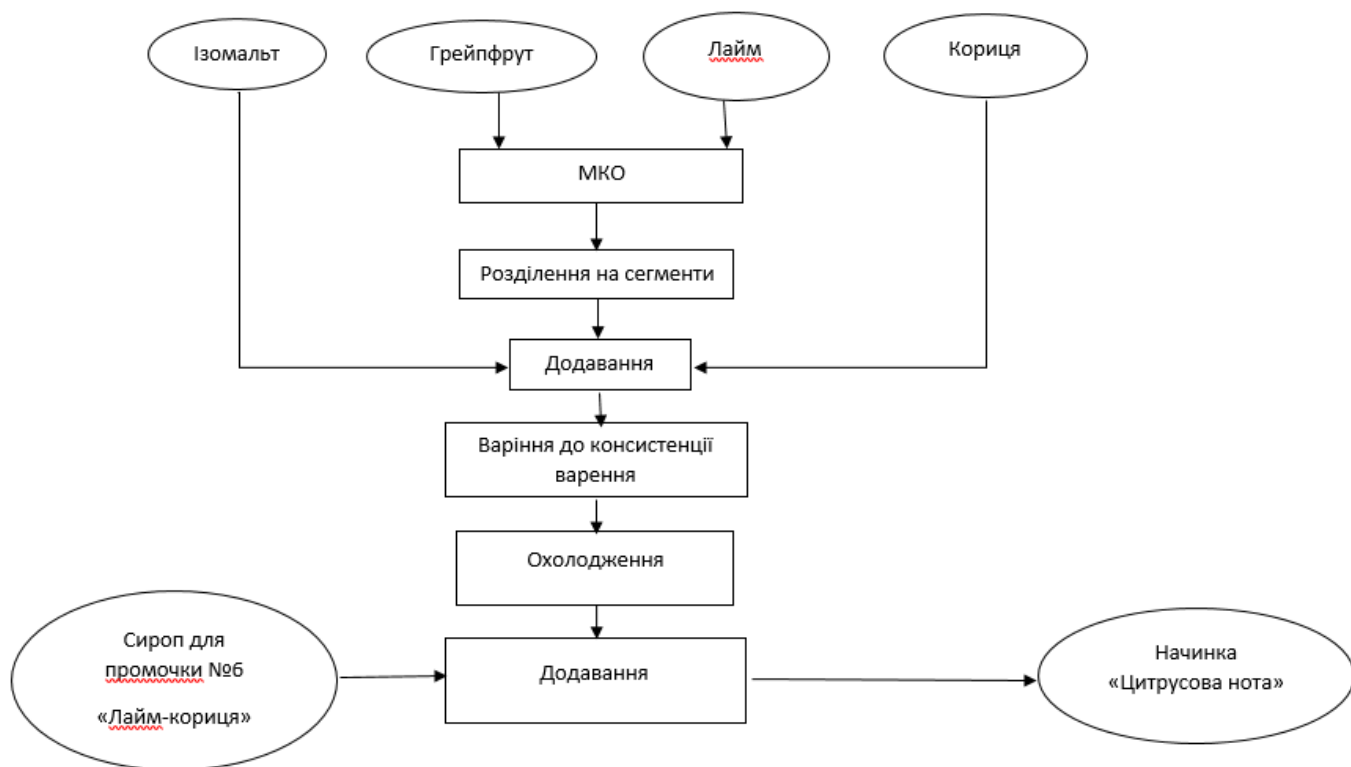 Ізомальт
Грейпфрут
Лайм
Кориця
МКО
Розділення на сегменти
Додавання
Варіння до консистенції
варення
Охолодження
Сироп для
промочки №6
«Лайм-кориця»
Додавання
Начинка
«Цитрусова нота»